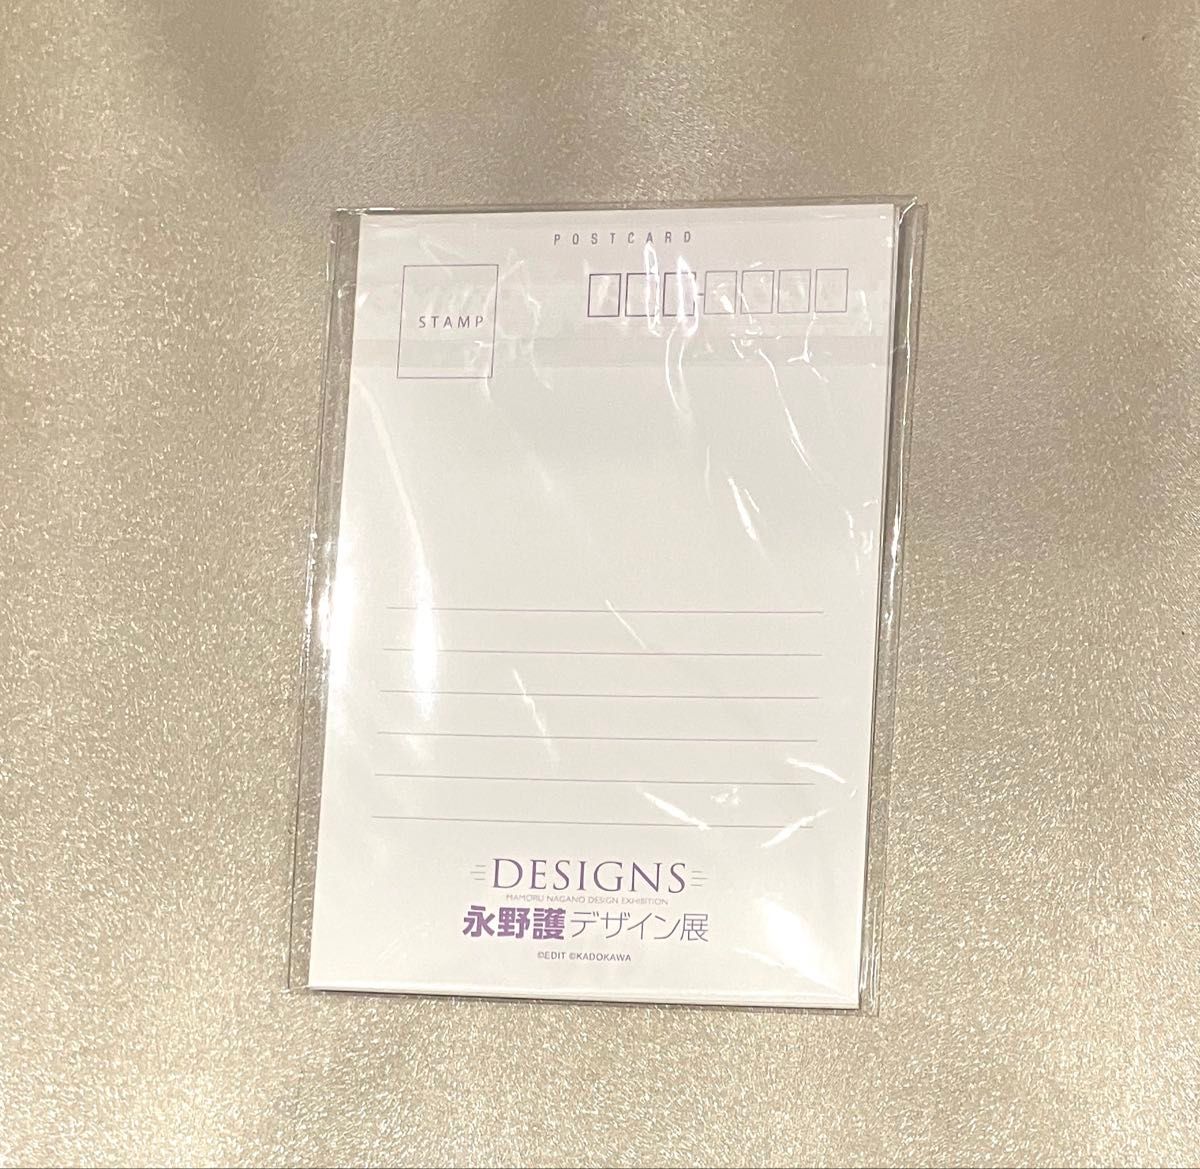 POSTCARD
STAMP
DESIGNS
MAMORU NAGANO DESIGN EXHIBITION
永野護デザイン展
©EDIT ©KADOKAWA